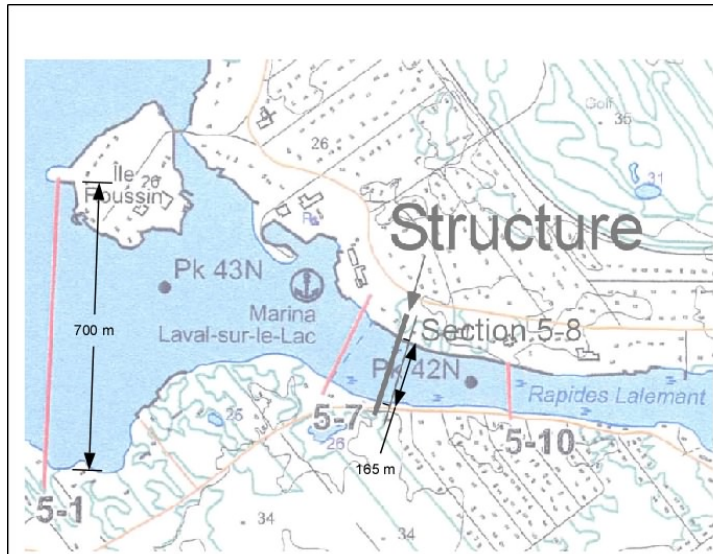 Golf
35
26
31
Île
Roussin
26
Structure
Pk 43N
Marina
Laval-sur-le-Lac
700 m
Section 5-8
Pk 42N
Rapides Lalemant
5-7
25
26
5-10
165 m
5-1
34
34